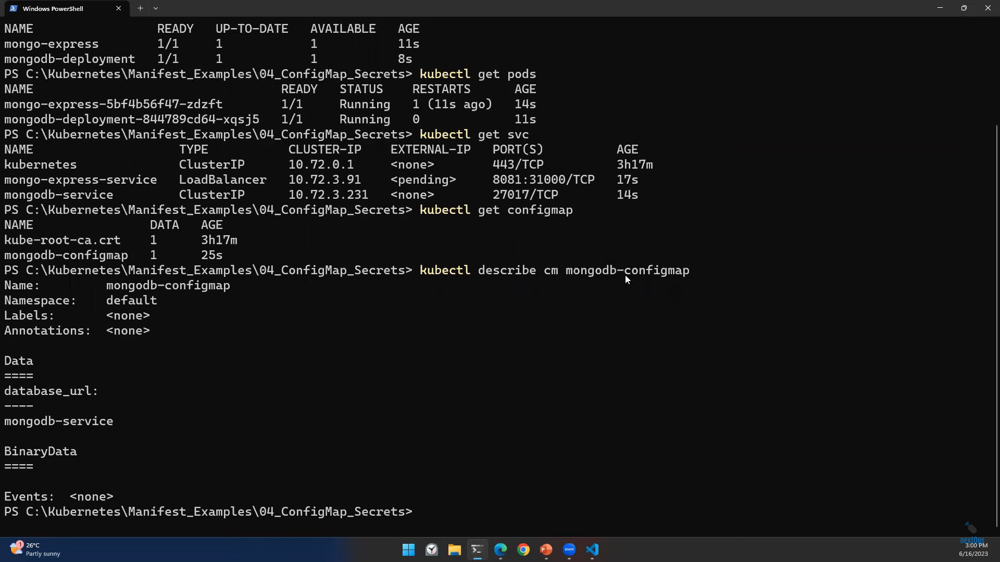 Windows PowerShell
NAME                 READY   UP-TO-DATE   AVAILABLE   AGE
mongo-express        1/1     1            1           11s
mongodb-deployment   1/1     1            1           8s
PS C:\Kubernetes\Manifest_Examples\04_ConfigMap_Secrets> kubectl get pods
NAME                                  READY   STATUS    RESTARTS      AGE
mongo-express-5bf4b56f47-zdzft        1/1     Running   1 (11s ago)   14s
mongodb-deployment-844789cd64-xqsj5   1/1     Running   0             11s
PS C:\Kubernetes\Manifest_Examples\04_ConfigMap_Secrets> kubectl get svc
NAME                    TYPE           CLUSTER-IP    EXTERNAL-IP   PORT(S)          AGE
kubernetes              ClusterIP      10.72.0.1     <none>        443/TCP          3h17m
mongo-express-service   LoadBalancer   10.72.3.91    <pending>     8081:31000/TCP   17s
mongodb-service         ClusterIP      10.72.3.231   <none>        27017/TCP        14s
PS C:\Kubernetes\Manifest_Examples\04_ConfigMap_Secrets> kubectl get configmap
NAME                DATA   AGE
kube-root-ca.crt    1      3h17m
mongodb-configmap   1      25s
PS C:\Kubernetes\Manifest_Examples\04_ConfigMap_Secrets> kubectl describe cm mongodb-configmap
Name:         mongodb-configmap
Namespace:    default
Labels:       <none>
Annotations:  <none>
Data
====
database_url:
----
mongodb-service
BinaryData
====
Events:  <none>
PS C:\Kubernetes\Manifest_Examples\04_ConfigMap_Secrets>
nextOps
1
26°C
Partly sunny
zoom
3:00 PM
6/16/2023